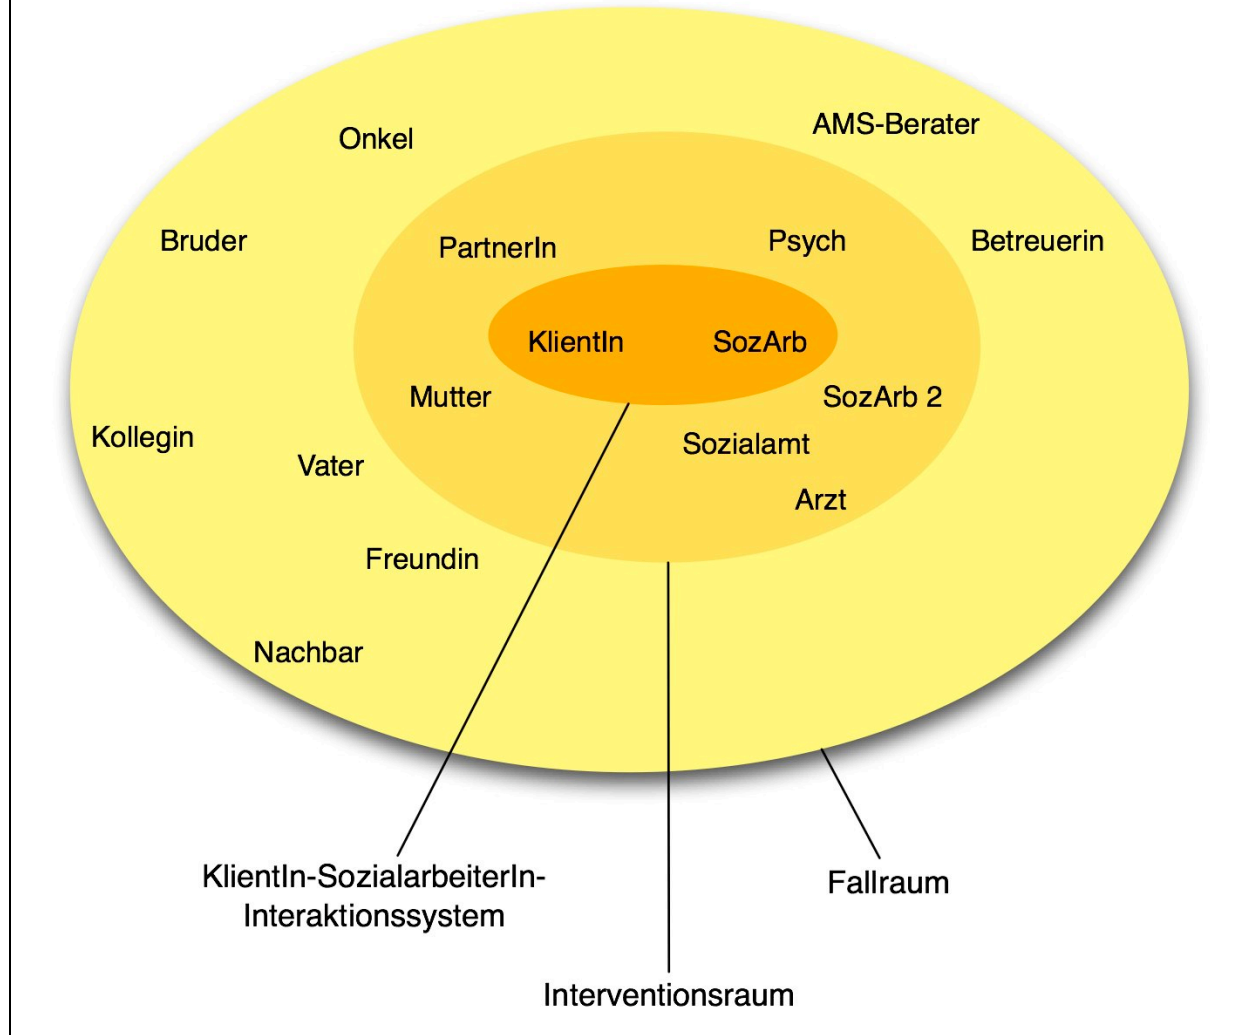 Onkel
AMS-Berater
Bruder
PartnerIn
Psych
Betreuerin
KlientIn
SozArb
Mutter
SozArb 2
Kollegin
Sozialamt
Vater
Arzt
Freundin
Nachbar
KlientIn-SozialarbeiterIn-
Interaktionssystem
Fallraum
Interventionsraum